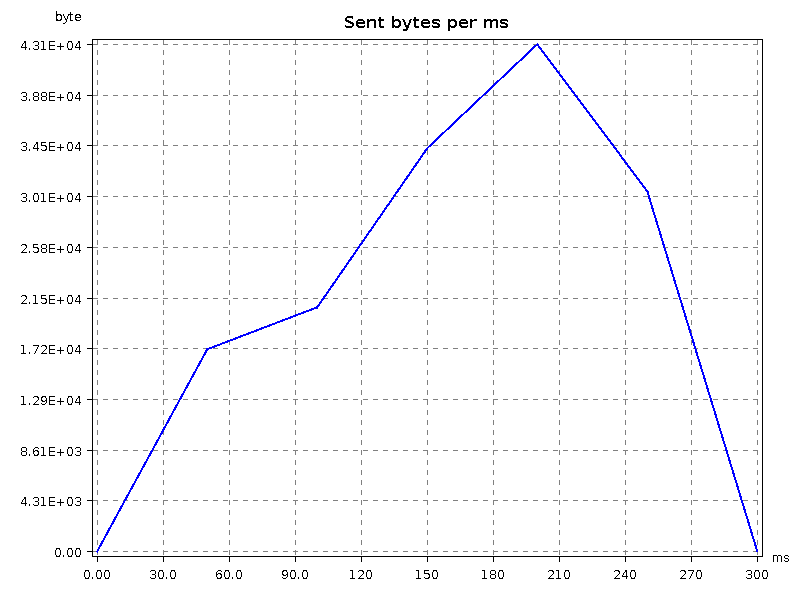 byte
Sent bytes per ms
4.31E+04
3.88E+04
3.45E+04
3.01E+04
2.58E+04
2.15E+04
1.72E+04
1.29E+04
8.61E+03
4.31E+03
0.00
ms
0.00 30.0 60.0 90.0 120 150 180 210 240 270 300